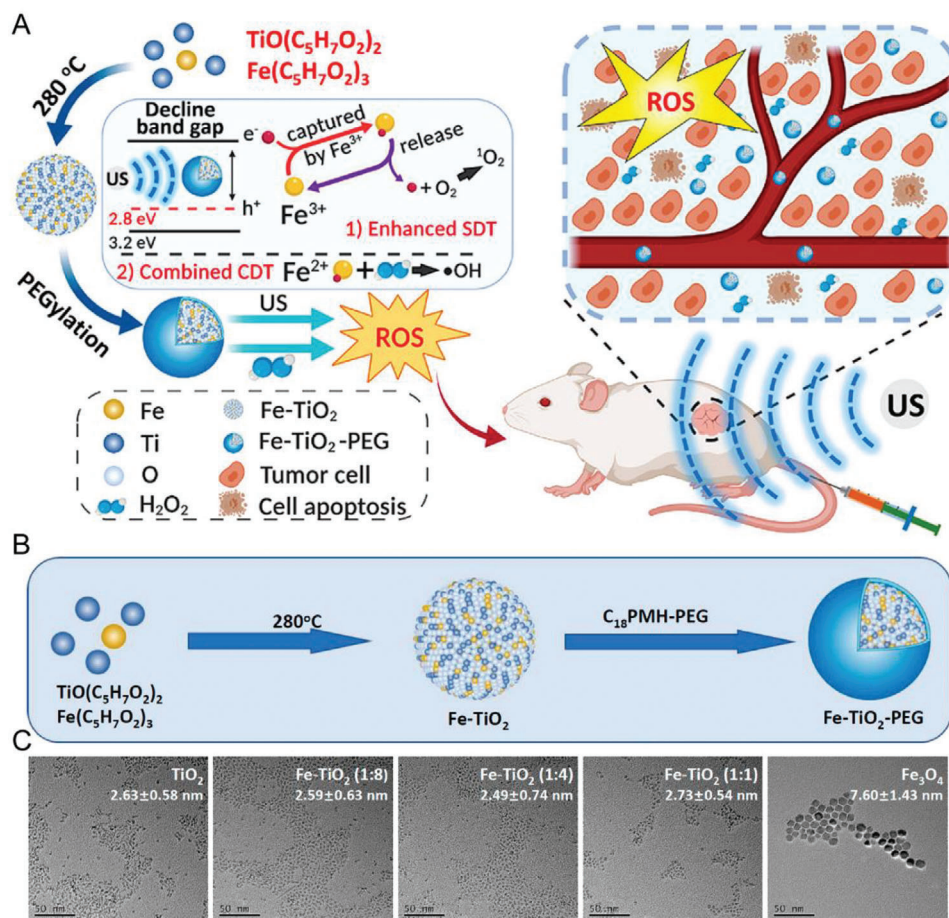 A
TiO(C₅H₇O₂)₂
Fe(C₅H₇O₂)₃
280 °C
Decline
band gap
US
e⁻
h⁺
2.8 eV
3.2 eV
captured
by Fe³⁺
release
Fe³⁺
+ O₂
¹O₂
1) Enhanced SDT
2) Combined CDT
Fe²⁺ + •OH
PEGylation
US
ROS
Fe
Ti
O
H₂O₂
Fe-TiO₂
Fe-TiO₂-PEG
Tumor cell
Cell apoptosis
ROS
US
B
TiO(C₅H₇O₂)₂
Fe(C₅H₇O₂)₃
280°C
Fe-TiO₂
C₁₈PMH-PEG
Fe-TiO₂-PEG
C
TiO₂
2.63±0.58 nm
50 nm
Fe-TiO₂ (1:8)
2.59±0.63 nm
50 nm
Fe-TiO₂ (1:4)
2.49±0.74 nm
50 nm
Fe-TiO₂ (1:1)
2.73±0.54 nm
50 nm
Fe₃O₄
7.60±1.43 nm
50 nm